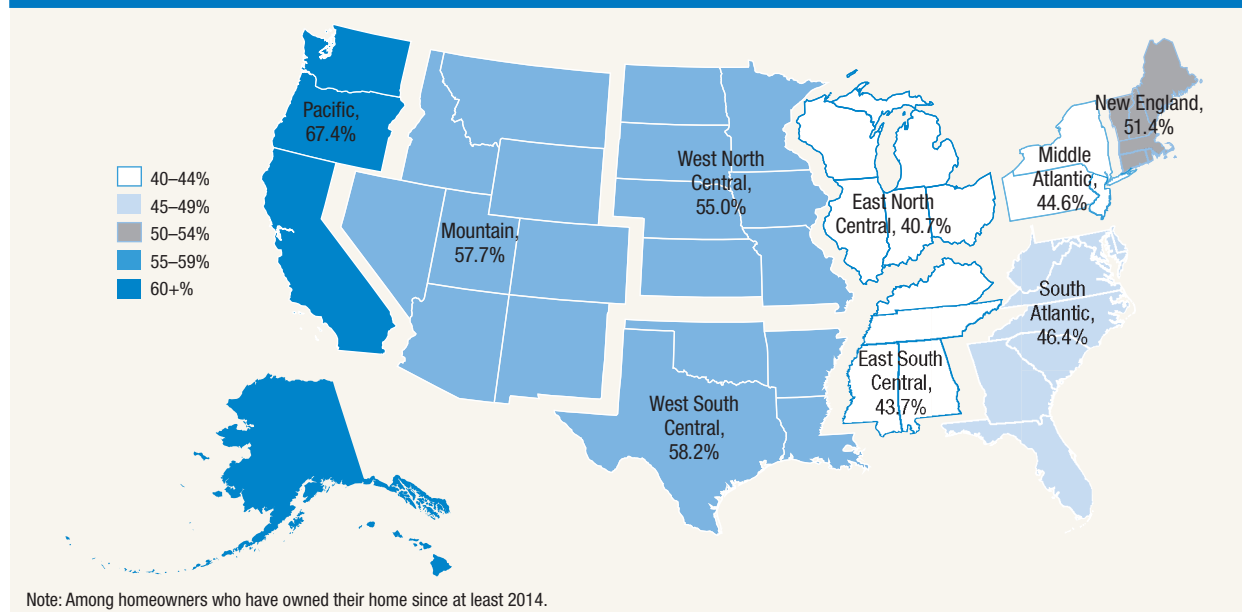 Pacific,
67.4%
40–44%
45–49%
50–54%
55–59%
60+%
Mountain,
57.7%
West North
Central,
55.0%
West South
Central,
58.2%
East North
Central, 40.7%
East South
Central,
43.7%
New England,
51.4%
Middle
Atlantic,
44.6%
South
Atlantic,
46.4%
Note: Among homeowners who have owned their home since at least 2014.